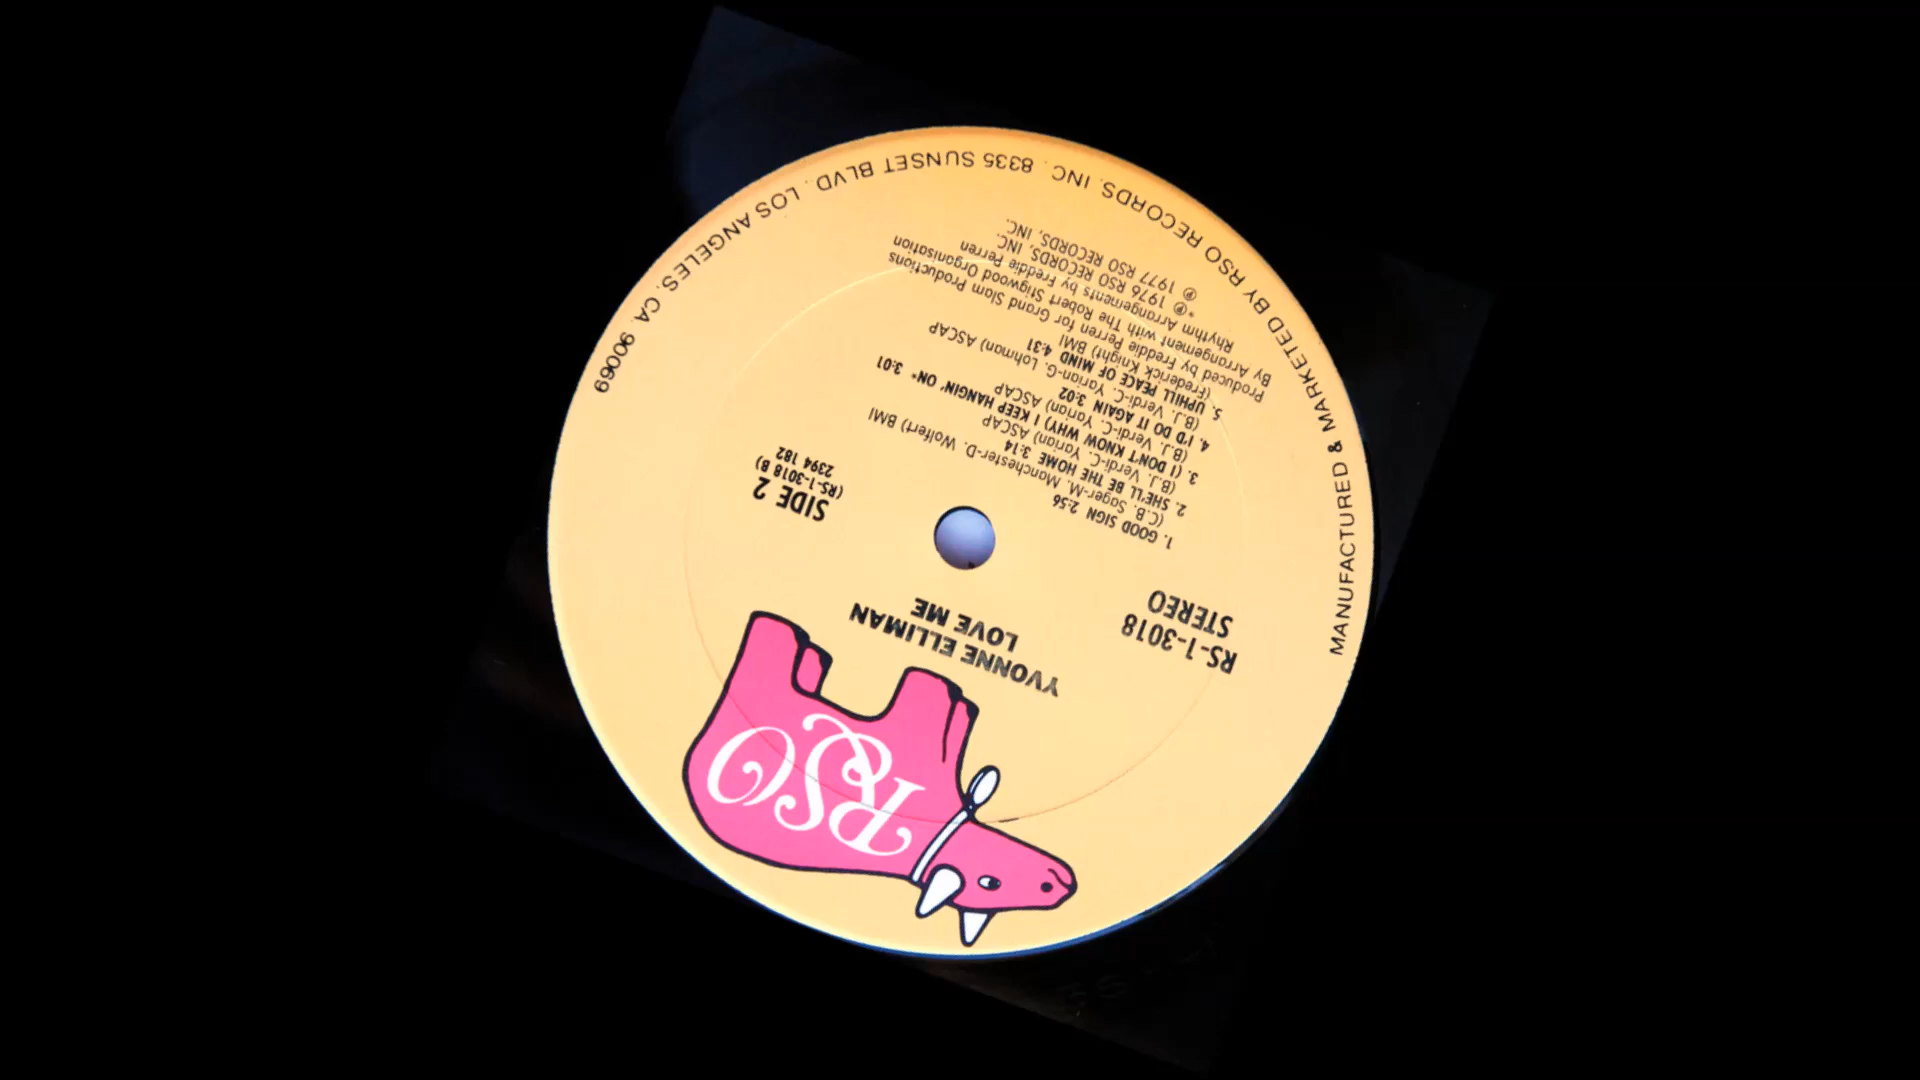 RSO
YVONNE ELLIMAN
LOVE ME
RS-1-3018
STEREO
SIDE 2
(RS-1-3018 B)
2394 182
1. GOOD SIGN 2:56
(C.B. Sager-M. Manchester-D. Wolfert) BMI
2. SHE'LL BE THE HOME 3:14
(B.J. Verdi-C. Yarian) ASCAP
3. (I DON'T KNOW WHY) I KEEP HANGIN' ON* 3:01
(B.J. Verdi-C. Yarian) ASCAP
4. I'D DO IT AGAIN 3:02
(B.J. Verdi-C. Yarian-G. Lohman) ASCAP
5. UPHILL PEACE OF MIND 4:31
(Frederick Knight) BMI
Produced by Freddie Perren for Grand Slam Productions
By Arrangement with The Robert Stigwood Organisation
Rhythm Arrangements by Freddie Perren
*℗ 1976 RSO RECORDS, INC.
℗ 1977 RSO RECORDS, INC.
MANUFACTURED & MARKETED BY RSO RECORDS, INC. 8335 SUNSET BLVD. LOS ANGELES, CA. 90069